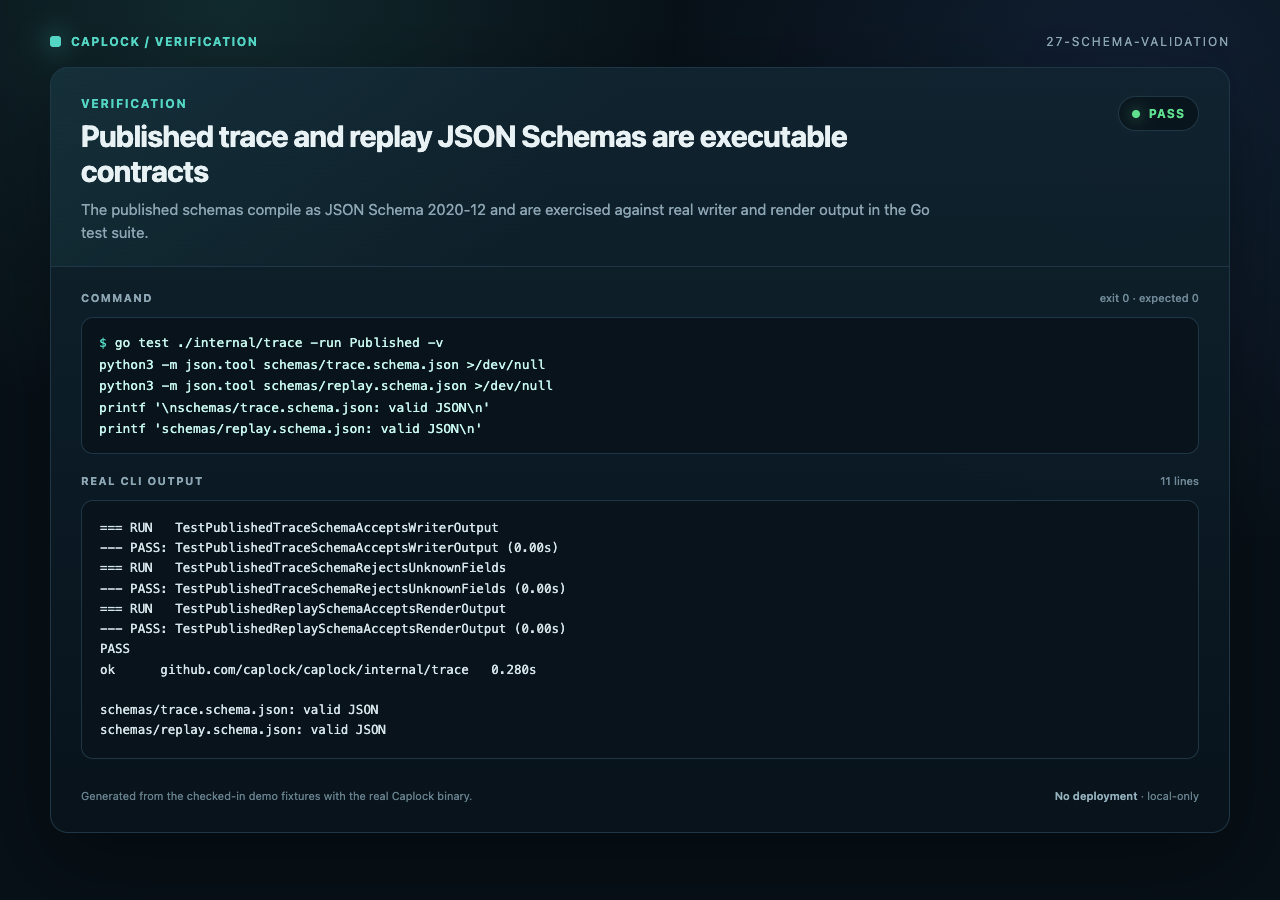 CAPLOCK / VERIFICATION
27-SCHEMA-VALIDATION
VERIFICATION
PASS
Published trace and replay JSON Schemas are executable
contracts
The published schemas compile as JSON Schema 2020-12 and are exercised against real writer and render output in the Go
test suite.
COMMAND
exit 0 · expected 0
$ go test ./internal/trace -run Published -v
python3 -m json.tool schemas/trace.schema.json >/dev/null
python3 -m json.tool schemas/replay.schema.json >/dev/null
printf '\nschemas/trace.schema.json: valid JSON\n'
printf 'schemas/replay.schema.json: valid JSON\n'
REAL CLI OUTPUT
11 lines
=== RUN   TestPublishedTraceSchemaAcceptsWriterOutput
--- PASS: TestPublishedTraceSchemaAcceptsWriterOutput (0.00s)
=== RUN   TestPublishedTraceSchemaRejectsUnknownFields
--- PASS: TestPublishedTraceSchemaRejectsUnknownFields (0.00s)
=== RUN   TestPublishedReplaySchemaAcceptsRenderOutput
--- PASS: TestPublishedReplaySchemaAcceptsRenderOutput (0.00s)
PASS
ok      github.com/caplock/caplock/internal/trace   0.280s
schemas/trace.schema.json: valid JSON
schemas/replay.schema.json: valid JSON
Generated from the checked-in demo fixtures with the real Caplock binary.
No deployment · local-only